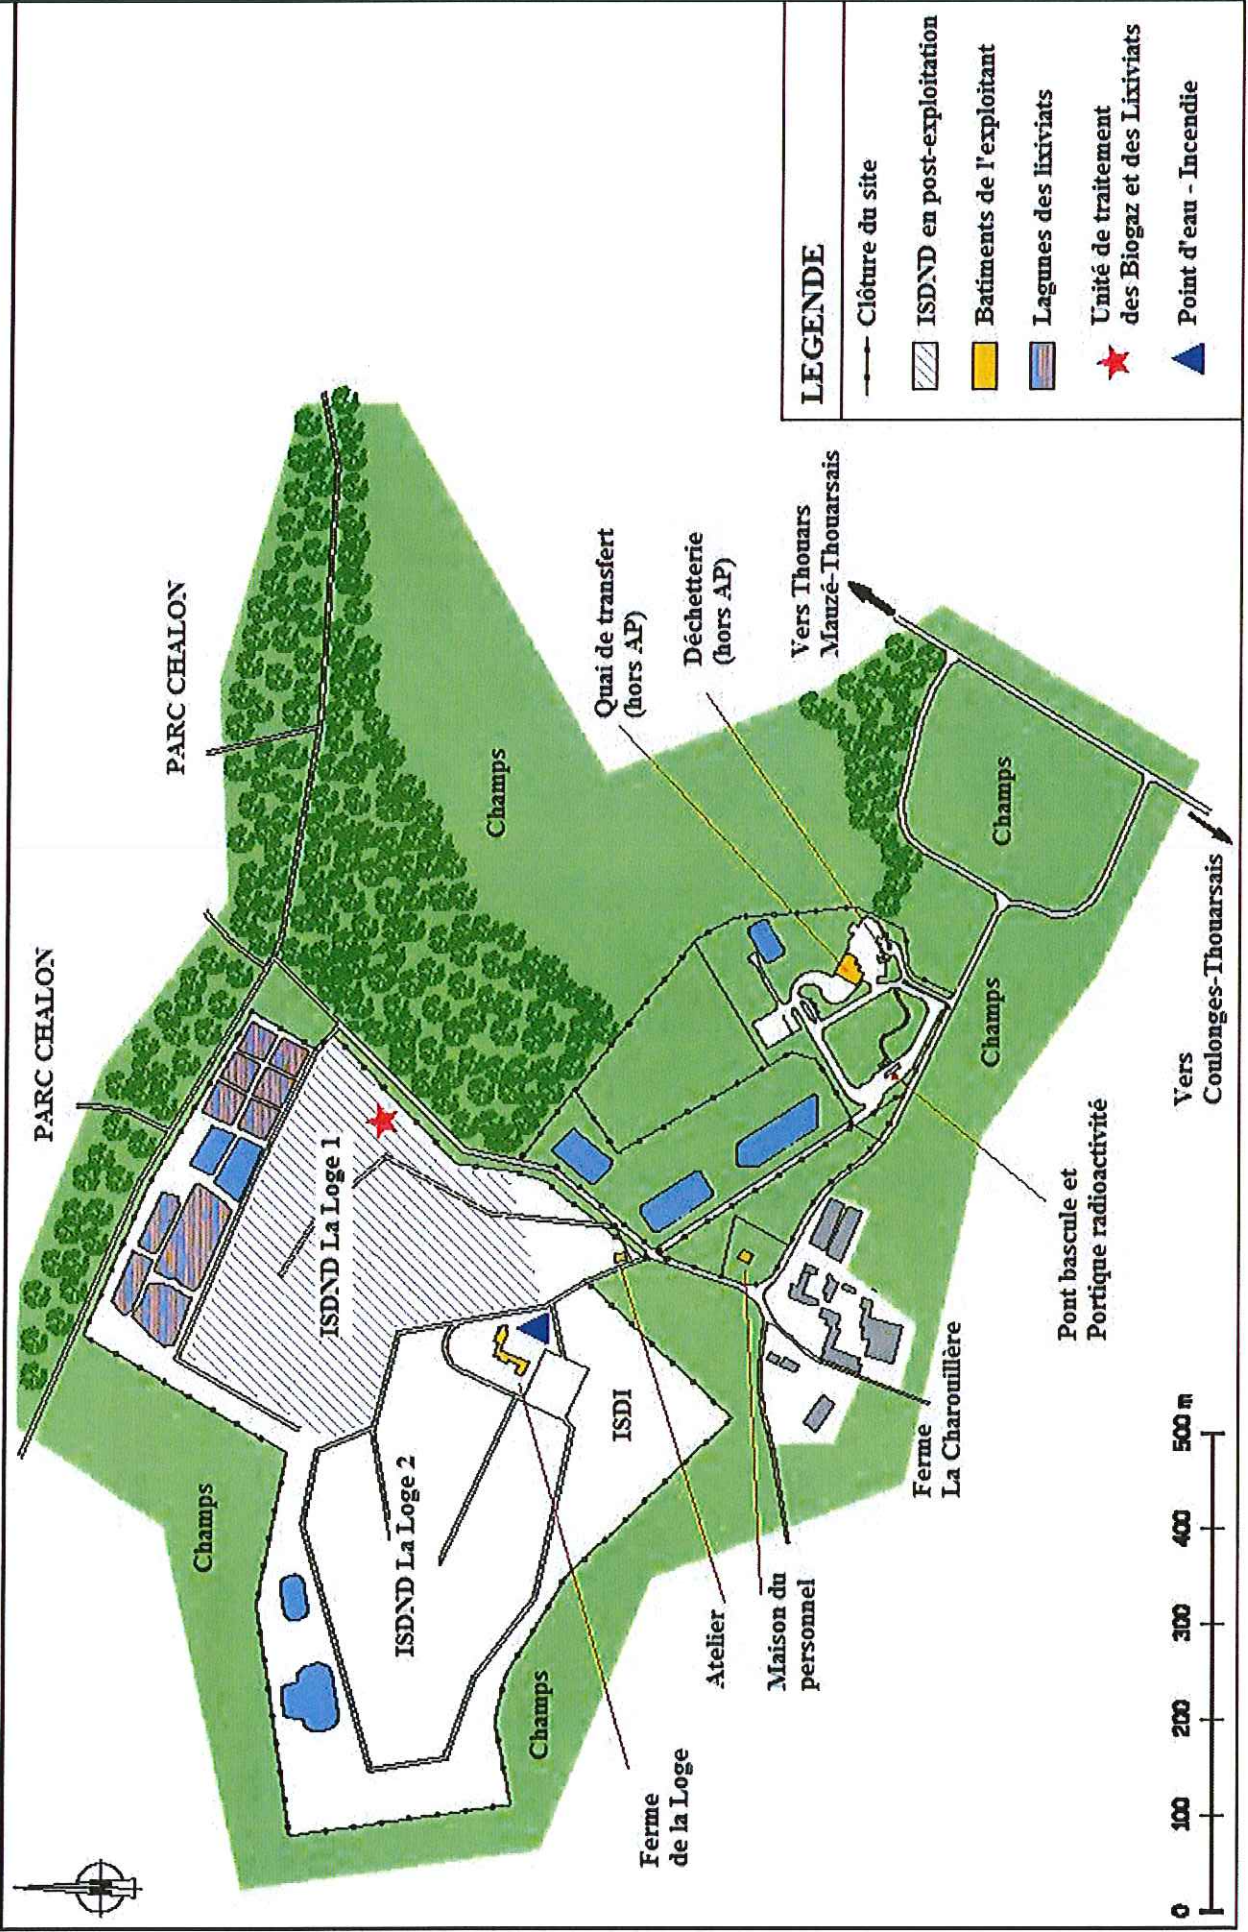 PARC CHALON
PARC CHALON
Champs
ISDND La Loge 1
ISDND La Loge 2
Champs
Champs
ISDI
Ferme
de la Loge
Atelier
Maison du
personnel
Ferme
La Charouillère
Pont bascule et
Portique radioactivité
Quai de transfert
(hors AP)
Déchetterie
(hors AP)
Vers Thouars
Mauzé-Thouarsais
Champs
Champs
Vers
Coulonges-Thouarsais
0 100 200 300 400 500 m
LEGENDE
Clôture du site
ISDND en post-exploitation
Batiments de l'exploitant
Lagunes des lixiviats
Unité de traitement
des Biogaz et des Lixiviats
Point d'eau - Incendie